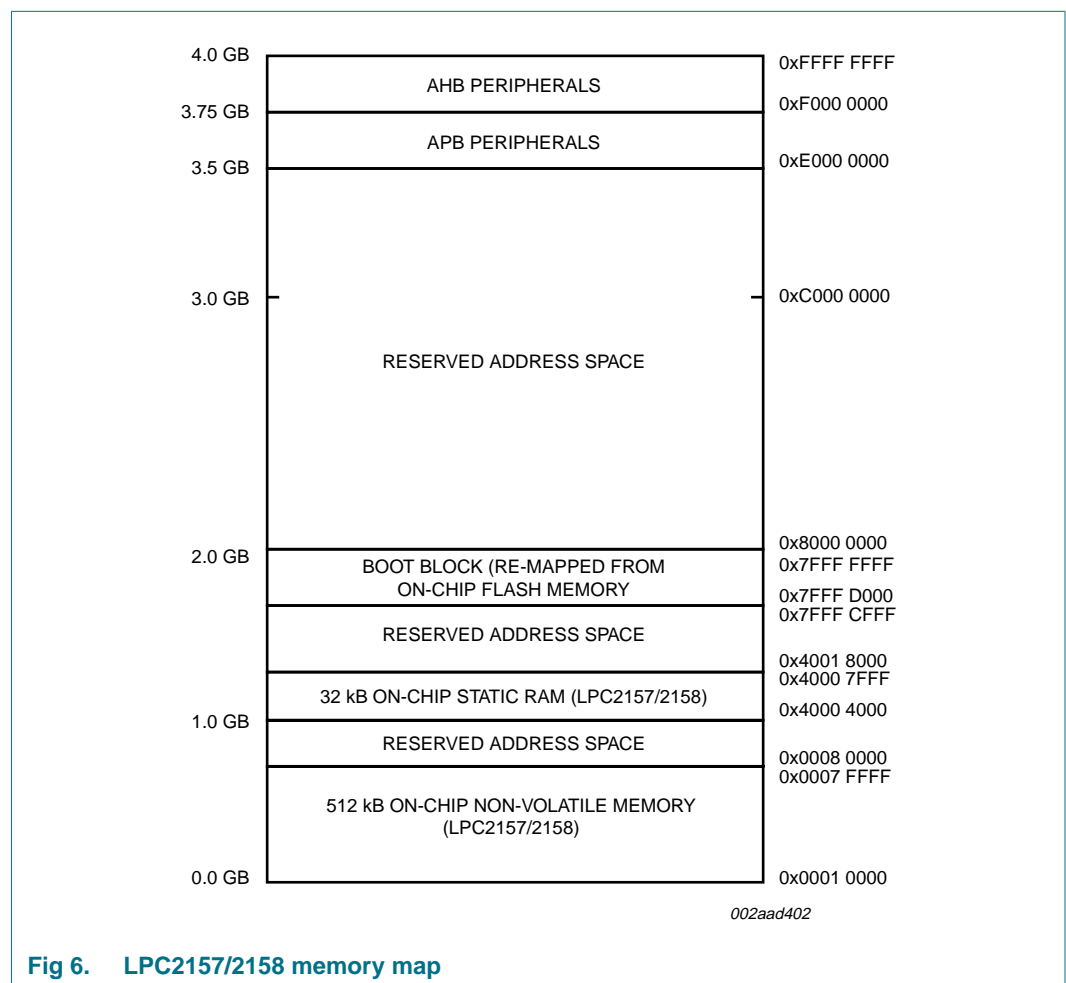 4.0 GB
0xFFFF FFFF
AHB PERIPHERALS
3.75 GB
0xF000 0000
APB PERIPHERALS
3.5 GB
0xE000 0000
3.0 GB
0xC000 0000
RESERVED ADDRESS SPACE
0x8000 0000
2.0 GB
BOOT BLOCK (RE-MAPPED FROM
ON-CHIP FLASH MEMORY
0x7FFF FFFF
0x7FFF D000
0x7FFF CFFF
RESERVED ADDRESS SPACE
0x4001 8000
0x4000 7FFF
32 kB ON-CHIP STATIC RAM (LPC2157/2158)
0x4000 4000
1.0 GB
RESERVED ADDRESS SPACE
0x0008 0000
0x0007 FFFF
512 kB ON-CHIP NON-VOLATILE MEMORY
(LPC2157/2158)
0.0 GB
0x0001 0000
002aad402
Fig 6. LPC2157/2158 memory map